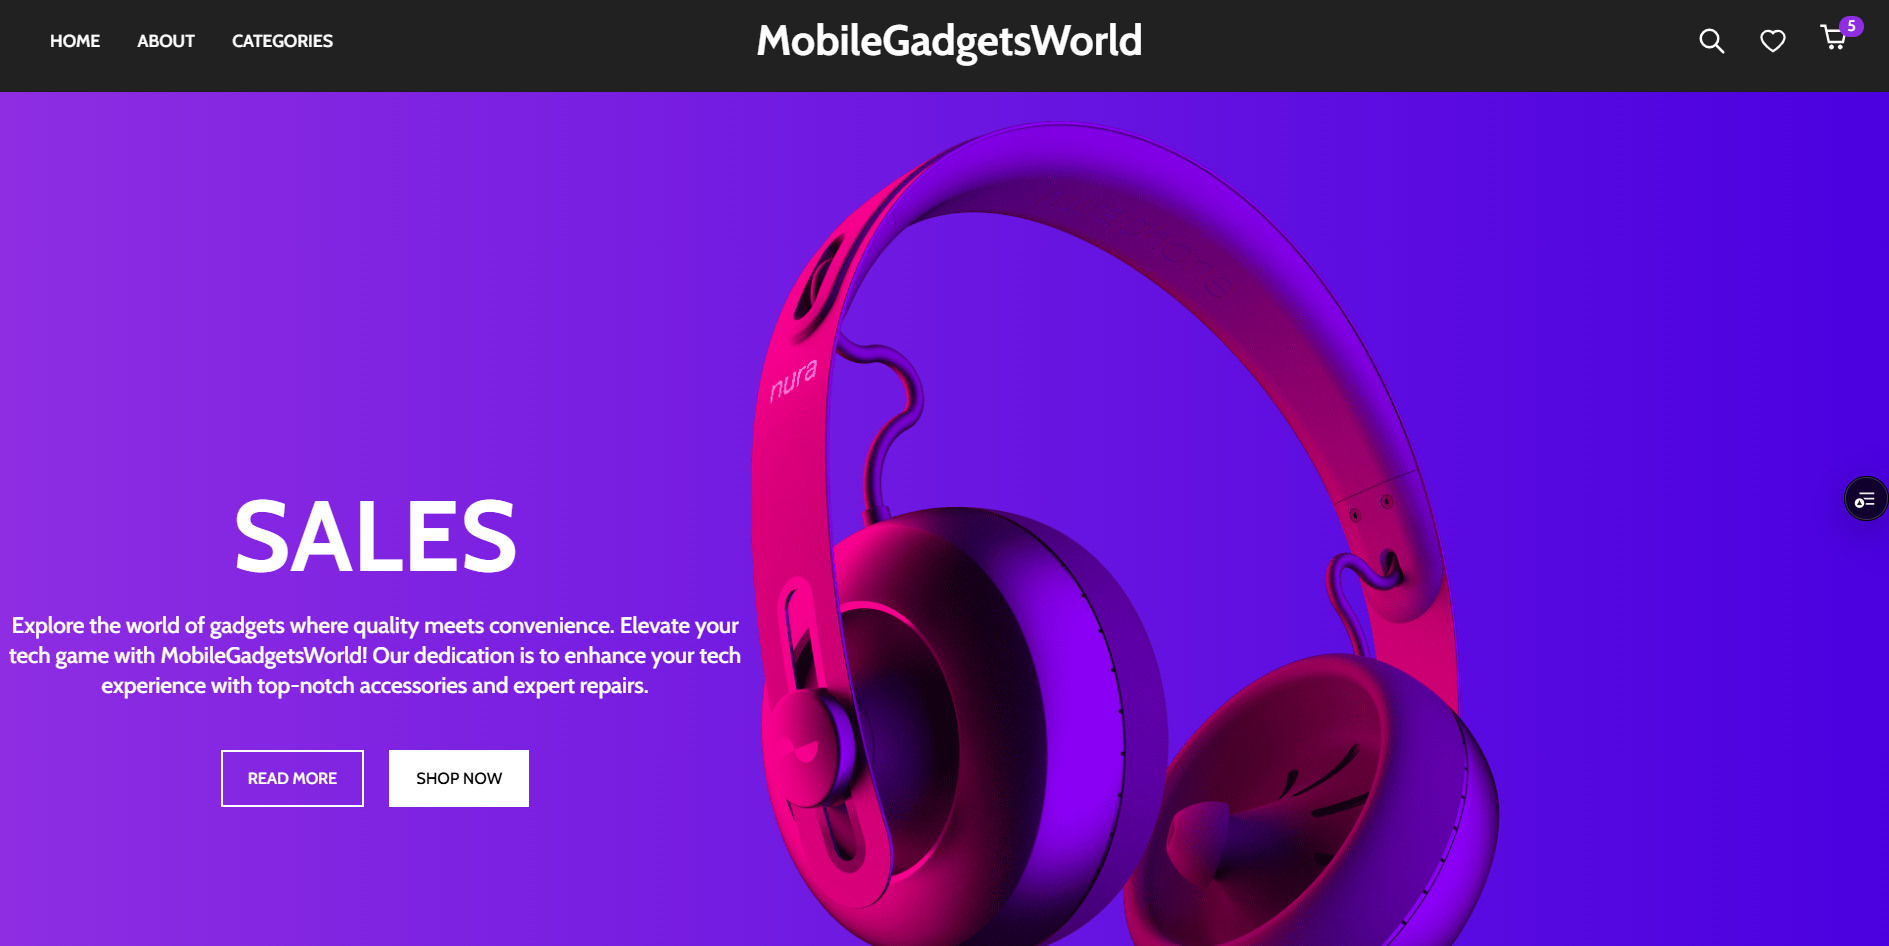 HOME ABOUT CATEGORIES MobileGadgetsWorld 5
nura
SALES
Explore the world of gadgets where quality meets convenience. Elevate your
tech game with MobileGadgetsWorld! Our dedication is to enhance your tech
experience with top-notch accessories and expert repairs.
READ MORE SHOP NOW